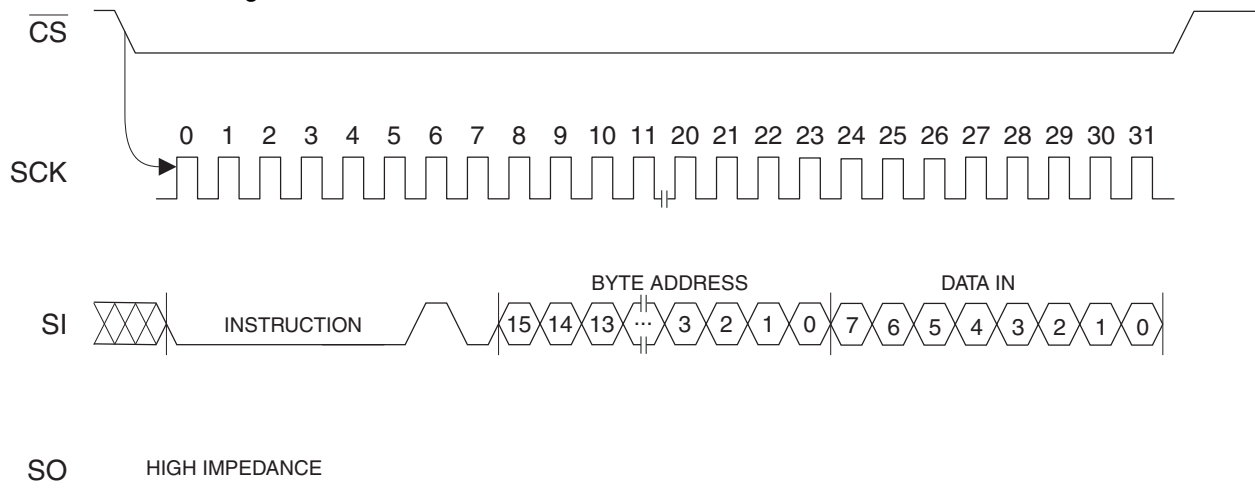 CS
0 1 2 3 4 5 6 7 8 9 10 11 20 21 22 23 24 25 26 27 28 29 30 31
SCK
BYTE ADDRESS DATA IN
SI INSTRUCTION 15 14 13 ... 3 2 1 0 7 6 5 4 3 2 1 0
SO HIGH IMPEDANCE